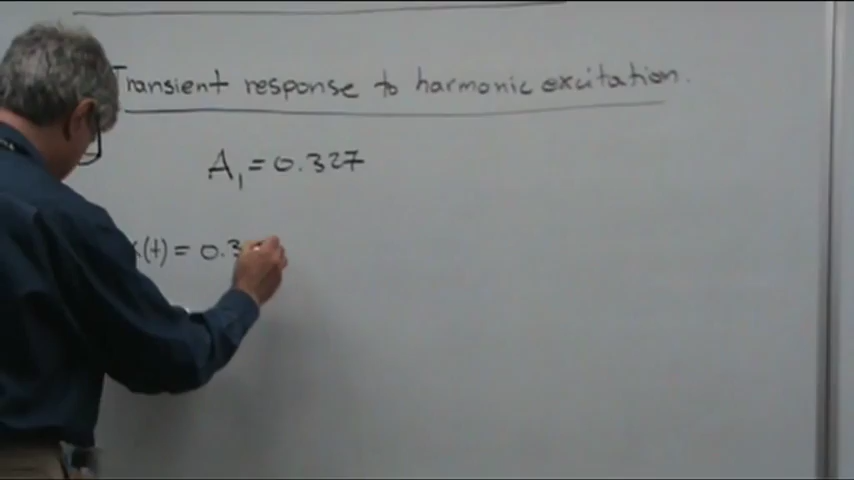 Transient response to harmonic excitation.
A₁ = 0.327
x(t) = 0.3